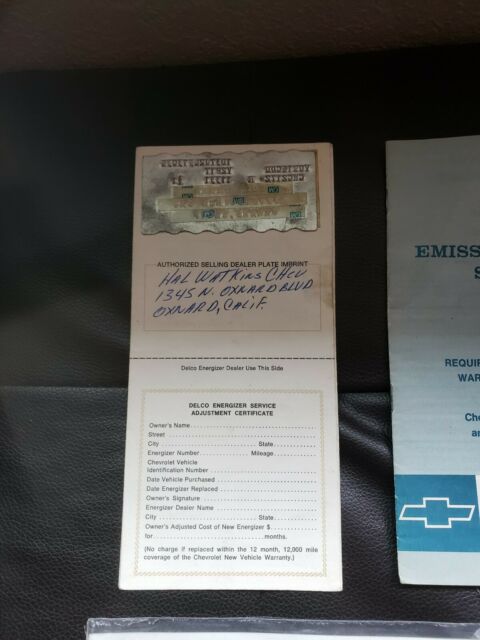 AUTHORIZED SELLING DEALER PLATE IMPRINT
HAL WATKINS CHEV
1345 N. OXNARD BLVD
OXNARD, CALIF.
Delco Energizer Dealer Use This Side
DELCO ENERGIZER SERVICE
ADJUSTMENT CERTIFICATE
Owner's Name
Street
City State
Energizer Number Mileage
Chevrolet Vehicle
Identification Number
Date Vehicle Purchased
Date Energizer Replaced
Owner's Signature
Energizer Dealer Name
City State
Owner's Adjusted Cost of New Energizer $
for months.
(No charge if replaced within the 12 month, 12,000 mile
coverage of the Chevrolet New Vehicle Warranty.)
EMISS
S
REQUIR
WAR
Che
an